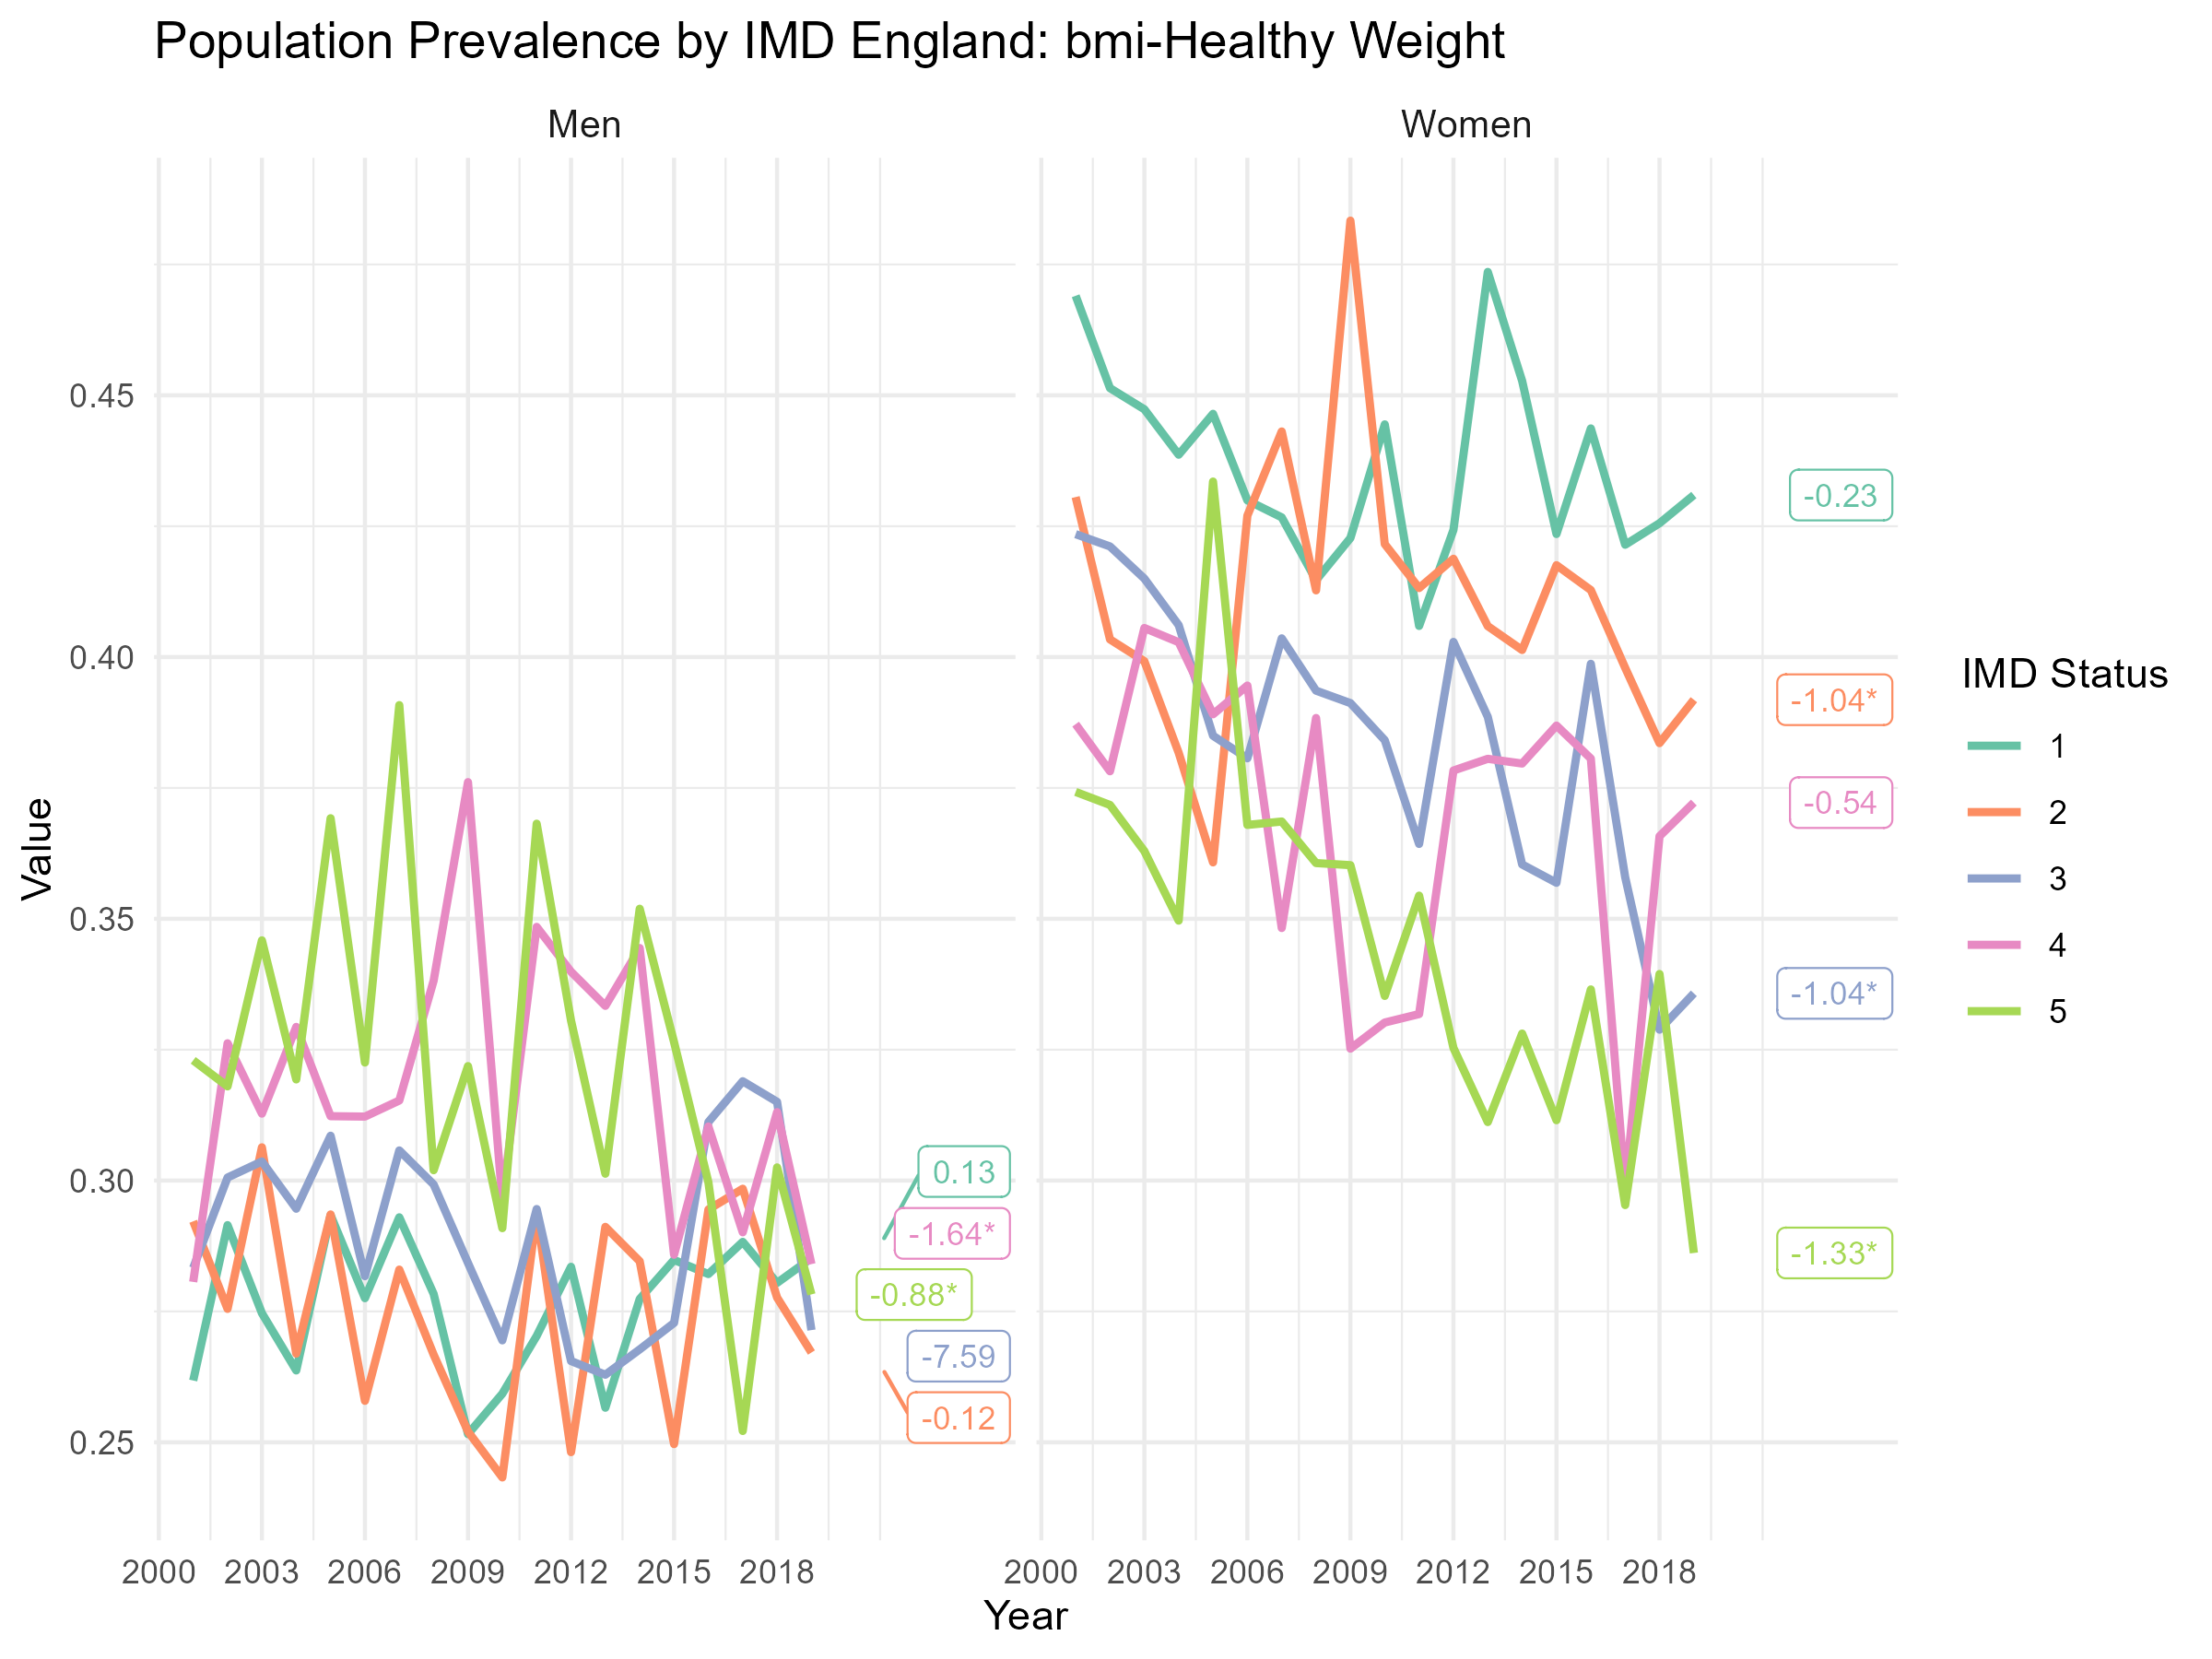 Population Prevalence by IMD England: bmi-Healthy Weight
Men
Women
Value
0.45
0.40
0.35
0.30
0.25
0.13
-1.64*
-0.88*
-7.59
-0.12
-0.23
-1.04*
-0.54
-1.04*
-1.33*
2000 2003 2006 2009 2012 2015 2018
2000 2003 2006 2009 2012 2015 2018
Year
IMD Status
1
2
3
4
5